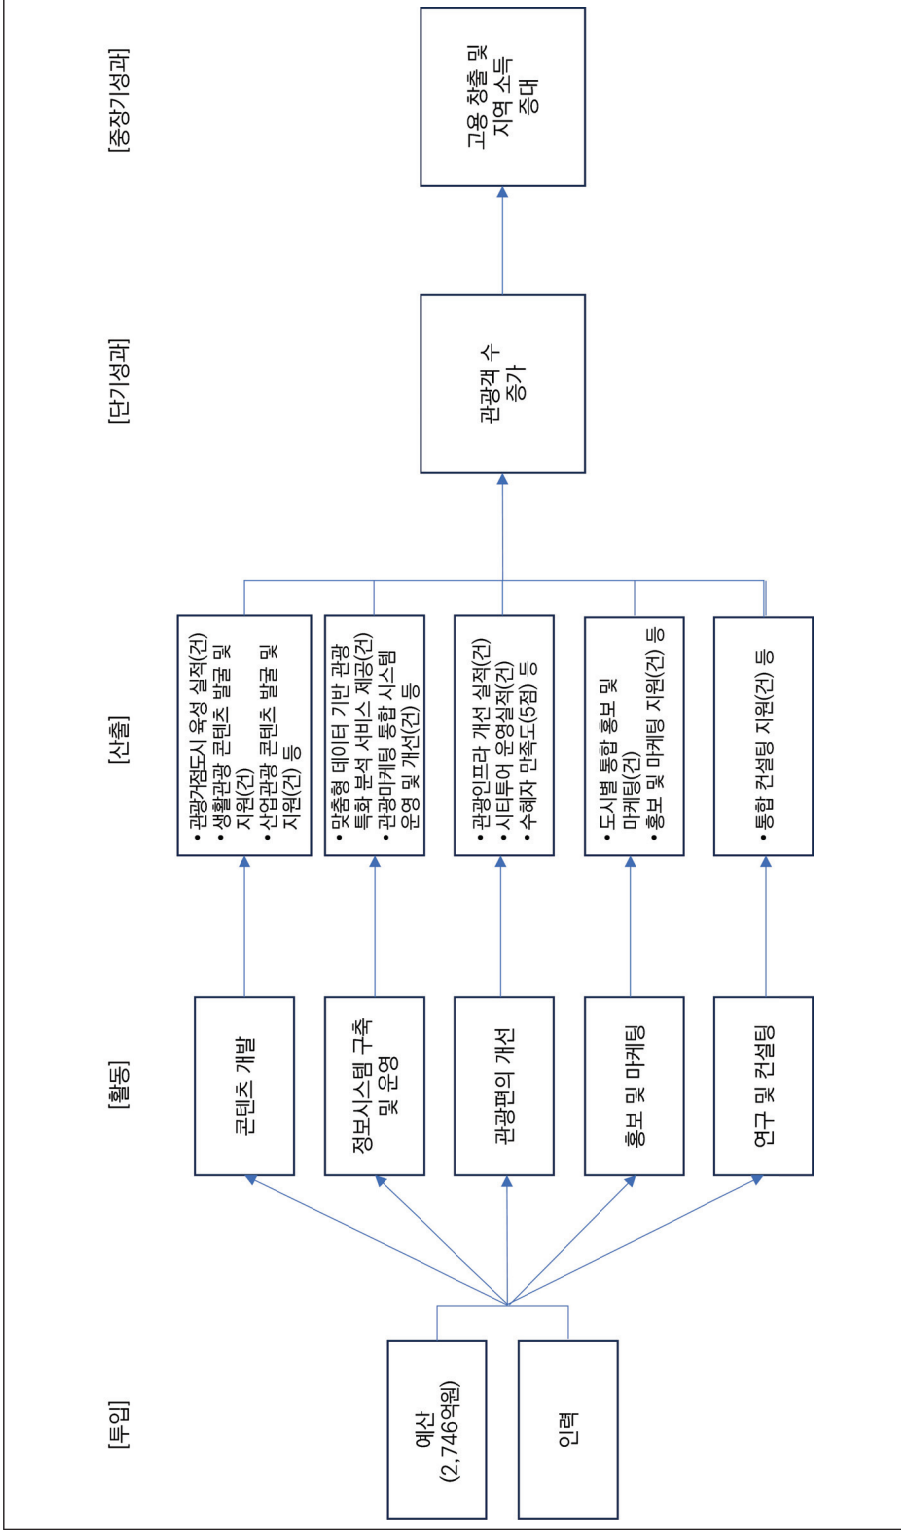 [투입]
[활동]
[산출]
[단기성과]
[중장기성과]
예산
(2,746억원)
인력
콘텐츠 개발
정보시스템 구축
및 운영
관광편의 개선
홍보 및 마케팅
연구 및 컨설팅
• 관광거점도시 육성 실적(건)
• 생활관광 콘텐츠 발굴 및
지원(건)
• 산업관광 콘텐츠 발굴 및
지원(건) 등
• 맞춤형 데이터 기반 관광
특화 분석 서비스 제공(건)
• 관광마케팅 통합 시스템
운영 및 개선(건) 등
• 관광인프라 개선 실적(건)
• 시티투어 운영실적(건)
• 수혜자 만족도(5점) 등
• 도시별 통합 홍보 및
마케팅(건)
• 홍보 및 마케팅 지원(건) 등
• 통합 컨설팅 지원(건) 등
관광객 수
증가
고용 창출 및
지역 소득
증대